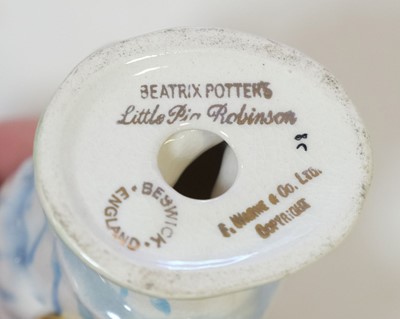 BEATRIX POTTER'S
Little Pig Robinson
BESWICK
ENGLAND
F. WARNE & CO. LTD.
COPYRIGHT